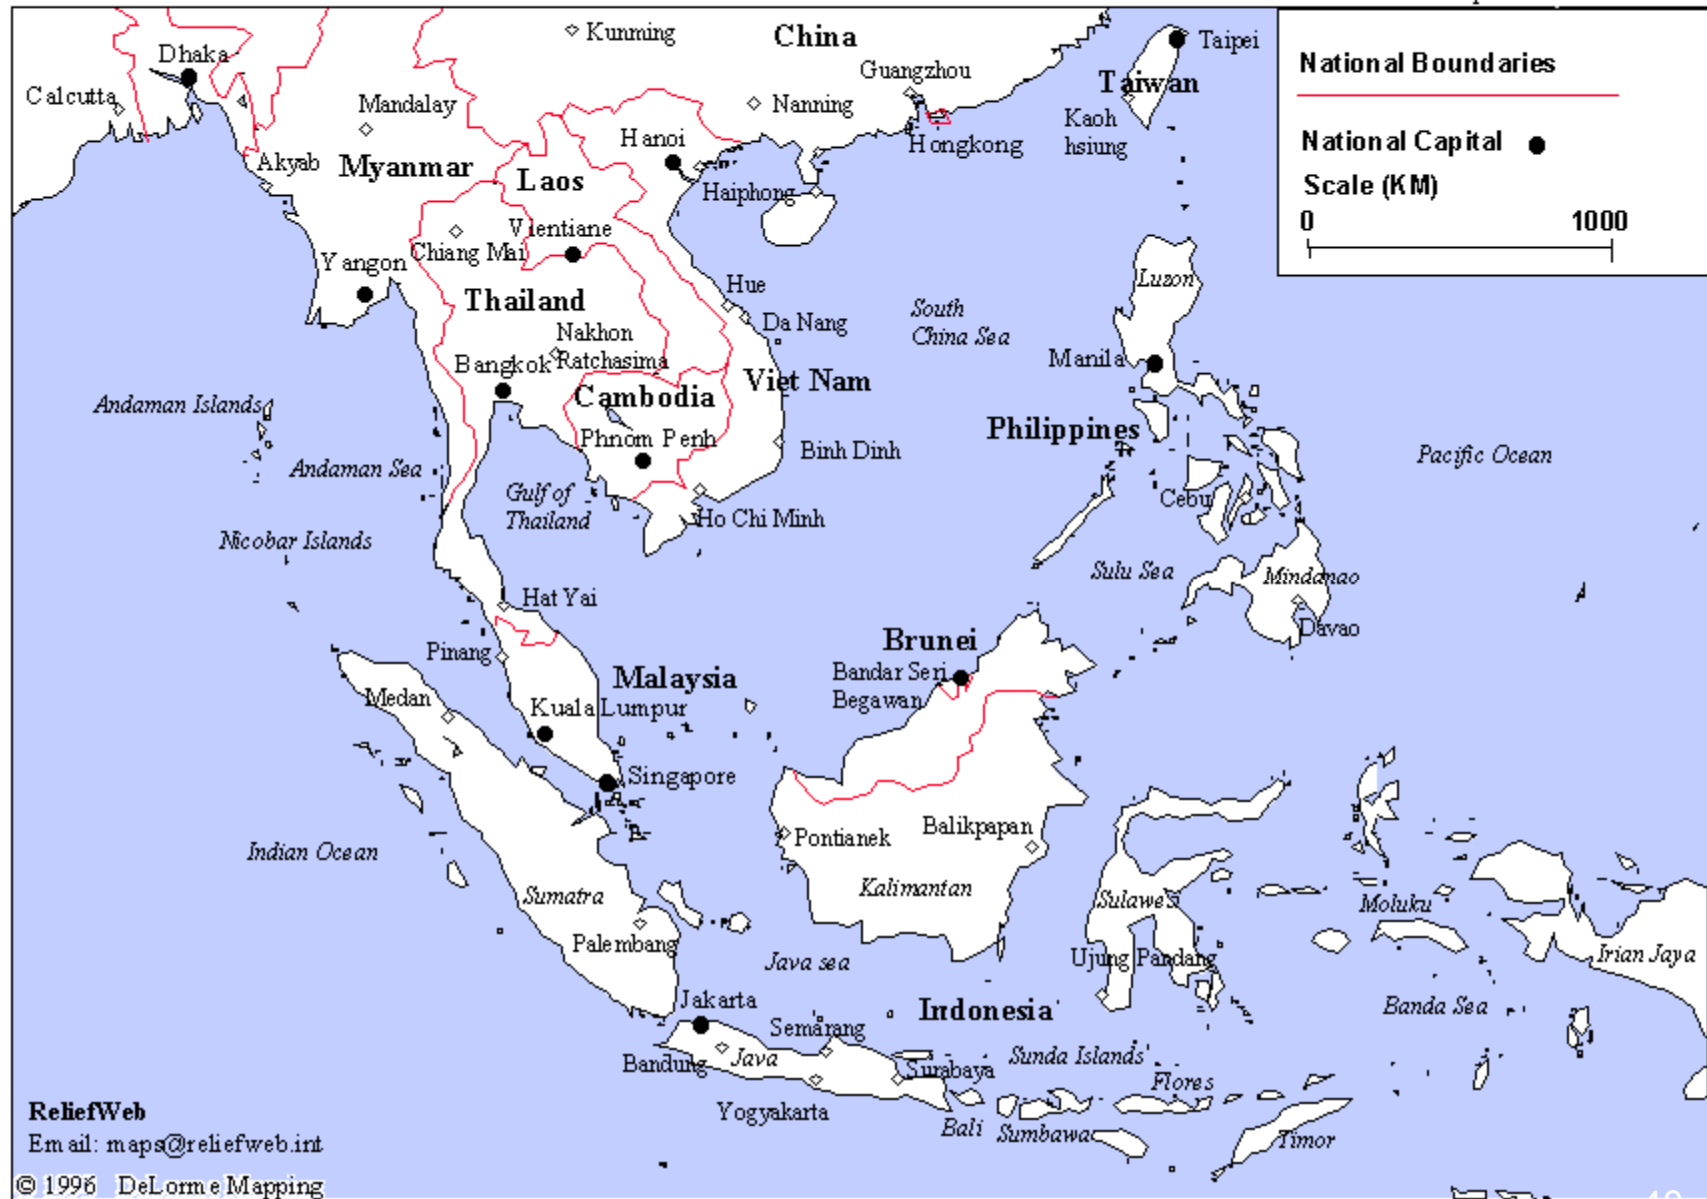 Kunming
China
Taipei
Dhaka
Guangzhou
National Boundaries
Calcutta
Mandalay
Nanning
Taiwan
Kaoh
hsiung
Hanoi
Hongkong
National Capital
Akyab
Myanmar
Laos
Haiphong
Scale (KM)
0
1000
Vientiane
Chiang Mai
Yangon
Hue
Luzon
Thailand
South
China Sea
Da Nang
Nakhon
Ratchasima
Bangkok
Manila
Viet Nam
Cambodia
Andaman Islands
Philippines
Phnom Penh
Binh Dinh
Pacific Ocean
Andaman Sea
Gulf of
Thailand
Cebu
Ho Chi Minh
Nicobar Islands
Sulu Sea
Mindanao
Hat Yai
Davao
Brunei
Pinang
Malaysia
Bandar Seri
Begawan
Medan
Kuala Lumpur
Singapore
Pontianek
Balikpapan
Indian Ocean
Sumatra
Kalimantan
Sulawesi
Moluku
Palembang
Java sea
Ujung Pandang
Irian Jaya
Jakarta
Indonesia
Banda Sea
Semarang
Bandung
Java
Sunda Islands
Surabaya
Flores
Yogyakarta
Bali
Sumbawa
Timor
ReliefWeb
Email: maps@reliefweb.int
© 1996 DeLorme Mapping